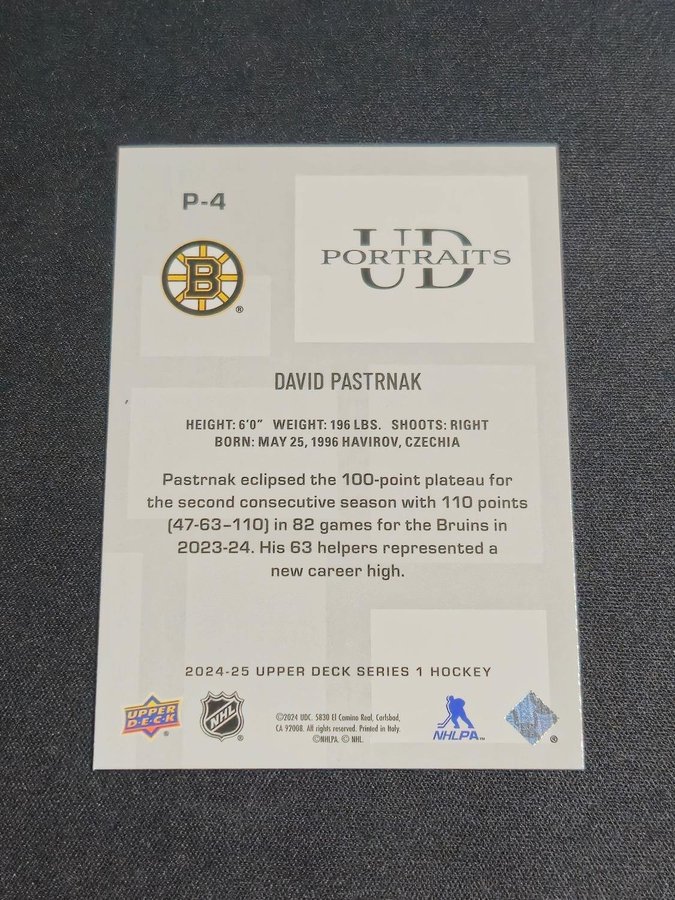 P-4
B
®
UD
PORTRAITS
DAVID PASTRNAK
HEIGHT: 6'0" WEIGHT: 196 LBS. SHOOTS: RIGHT
BORN: MAY 25, 1996 HAVIROV, CZECHIA
Pastrnak eclipsed the 100-point plateau for
the second consecutive season with 110 points
(47-63–110) in 82 games for the Bruins in
2023-24. His 63 helpers represented a
new career high.
2024-25 UPPER DECK SERIES 1 HOCKEY
UPPER DECK
®
NHL
®
©2024 UDC. 5830 El Camino Real, Carlsbad,
CA 92008. All rights reserved. Printed in Italy.
©NHLPA. © NHL.
NHLPA™
®